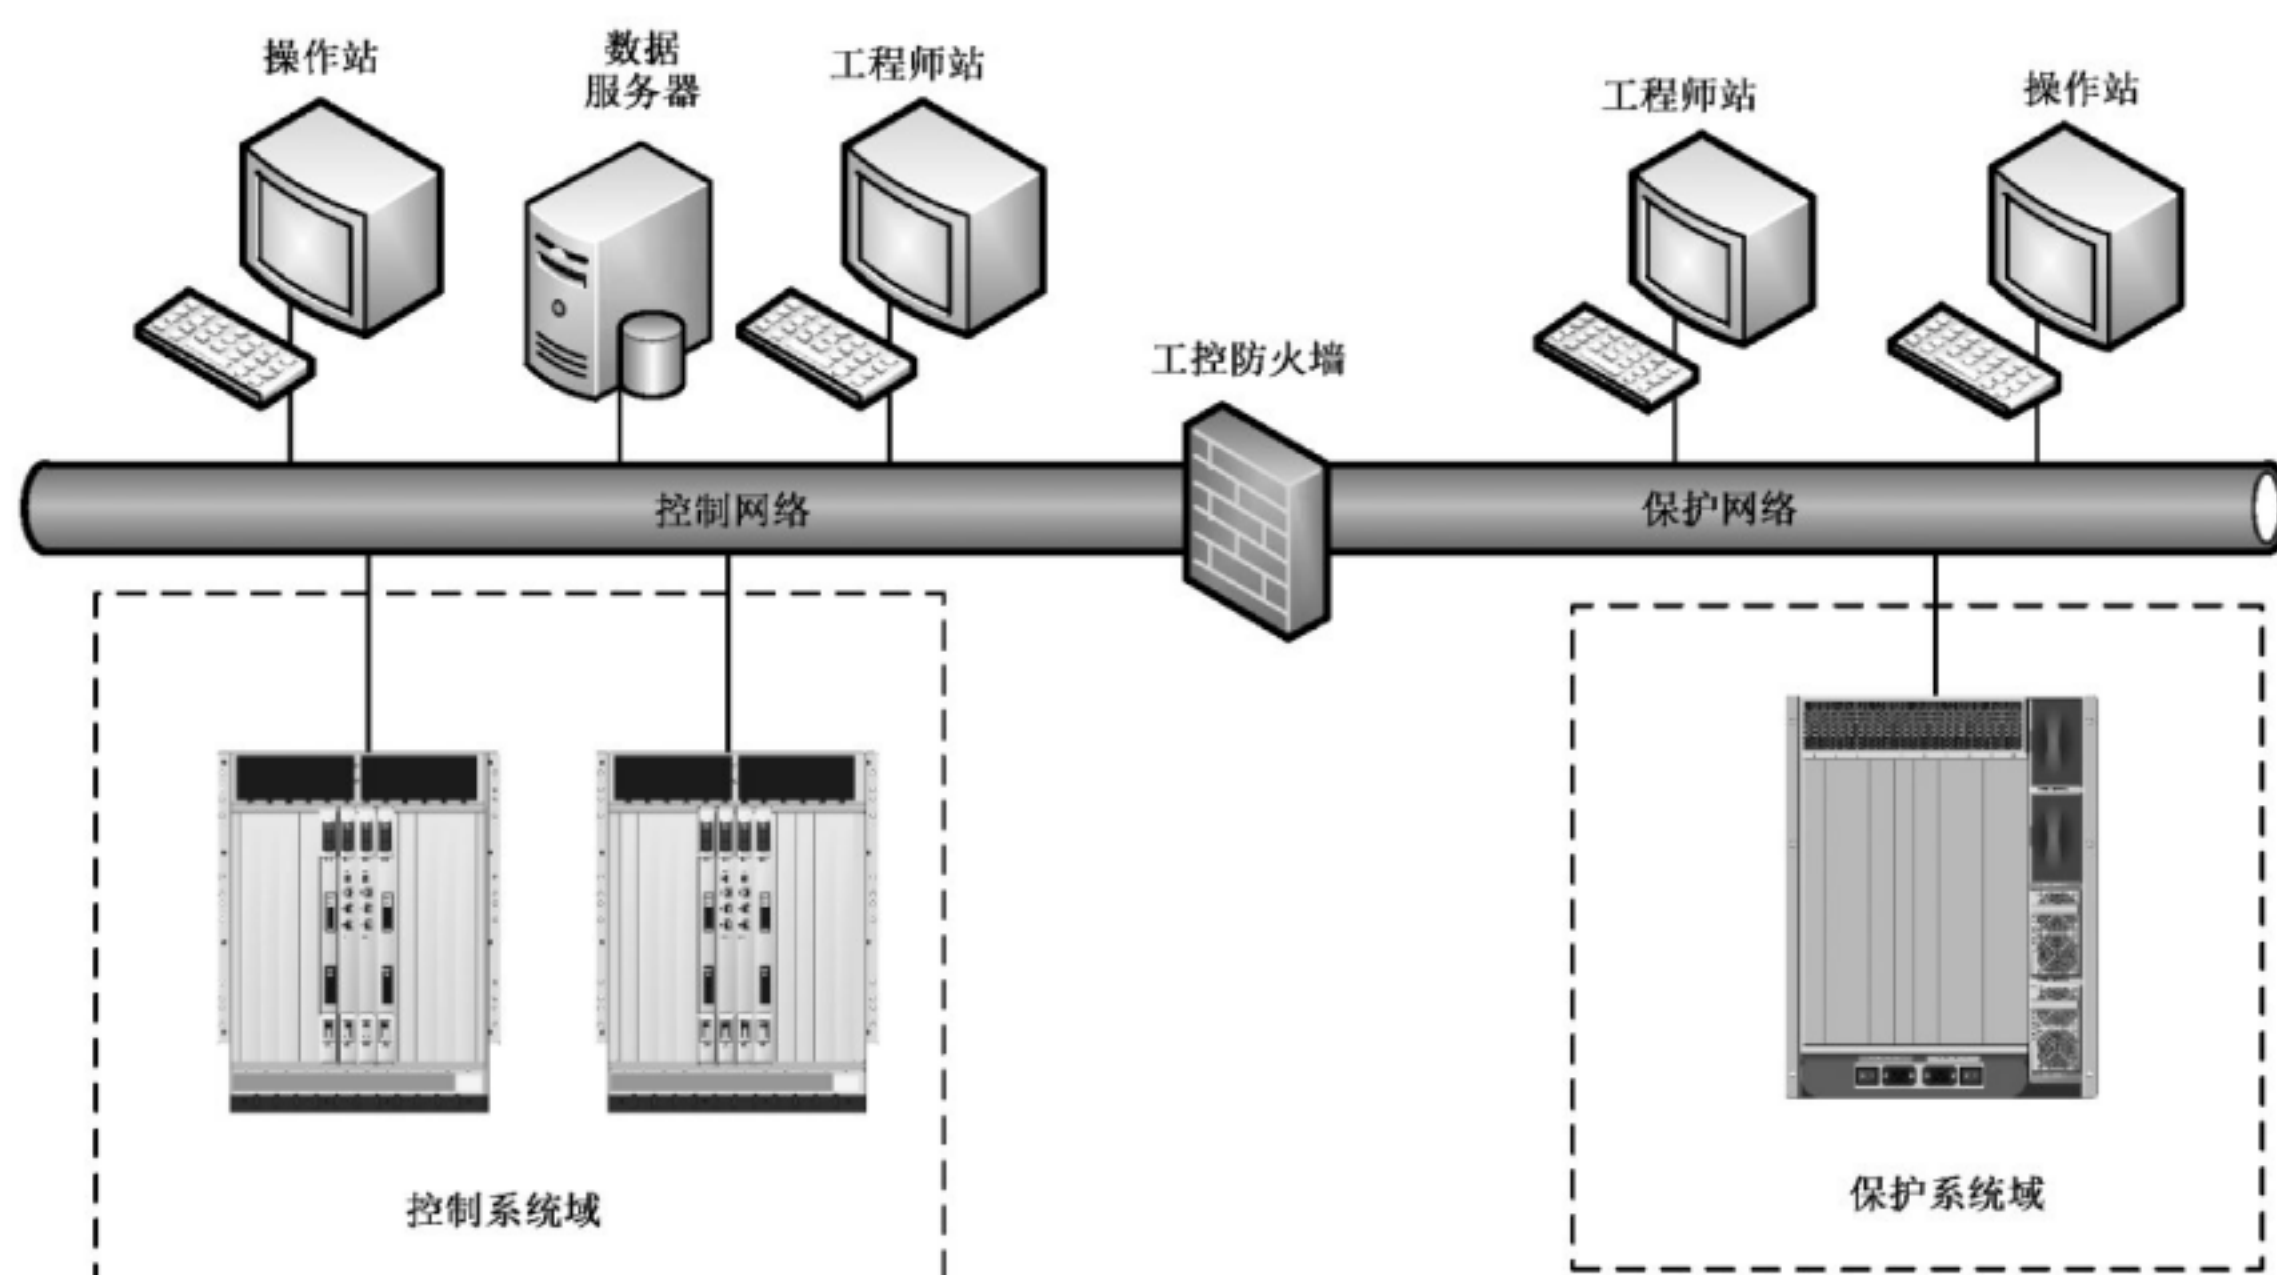 操作站
数据
服务器
工程师站
工程师站
操作站
工控防火墙
控制网络
保护网络
控制系统域
保护系统域